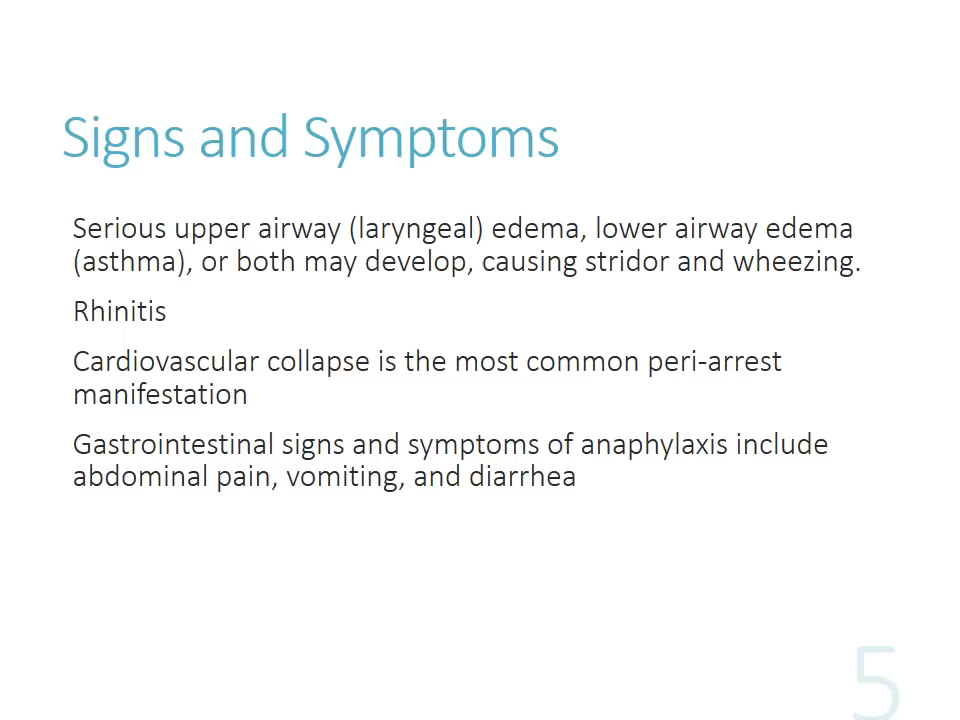 Signs and Symptoms
Serious upper airway (laryngeal) edema, lower airway edema
(asthma), or both may develop, causing stridor and wheezing.
Rhinitis
Cardiovascular collapse is the most common peri-arrest
manifestation
Gastrointestinal signs and symptoms of anaphylaxis include
abdominal pain, vomiting, and diarrhea
5